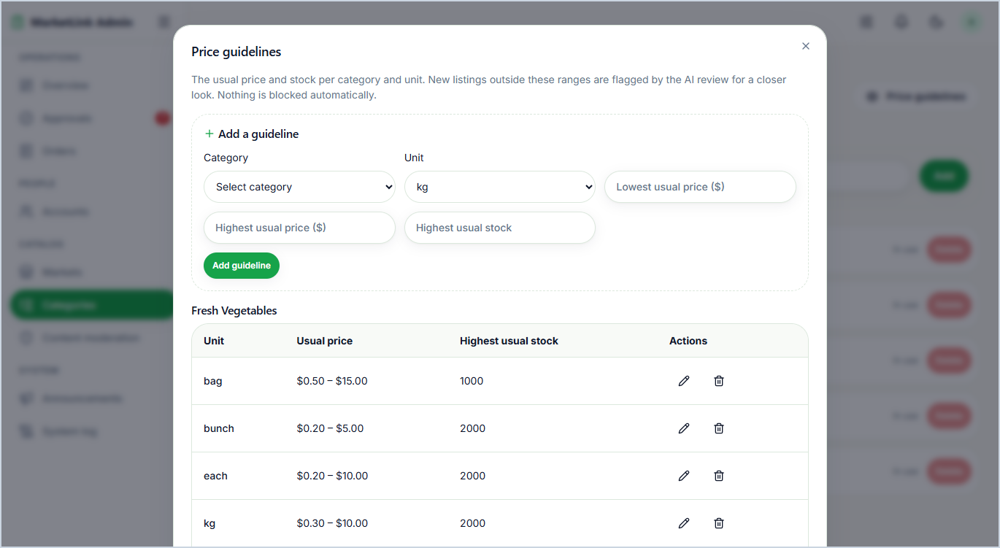 MarketLink Admin
OPERATIONS
Overview
Approvals
Orders
PEOPLE
Accounts
CATALOG
Markets
Categories
Content moderation
SYSTEM
Announcements
System log
Price guidelines
Add
Price guidelines
The usual price and stock per category and unit. New listings outside these ranges are flagged by the AI review for a closer
look. Nothing is blocked automatically.
+ Add a guideline
Category Unit
Select category kg Lowest usual price ($)
Highest usual price ($) Highest usual stock
Add guideline
Fresh Vegetables
Unit Usual price Highest usual stock Actions
bag $0.50 – $15.00 1000
bunch $0.20 – $5.00 2000
each $0.20 – $10.00 2000
kg $0.30 – $10.00 2000